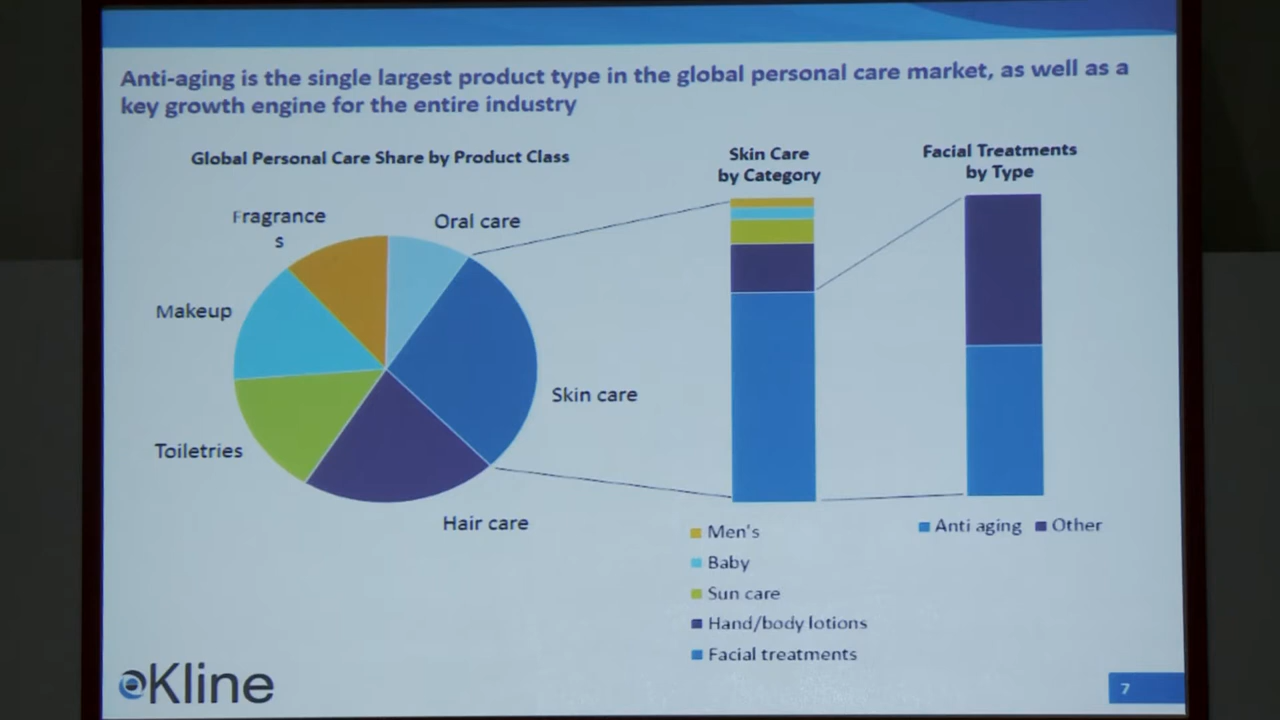 Anti-aging is the single largest product type in the global personal care market, as well as a
key growth engine for the entire industry
Global Personal Care Share by Product Class
Skin Care
by Category
Facial Treatments
by Type
Fragrance
s
Oral care
Makeup
Skin care
Toiletries
Hair care
Men's
Baby
Sun care
Hand/body lotions
Facial treatments
Anti aging
Other
Kline
7